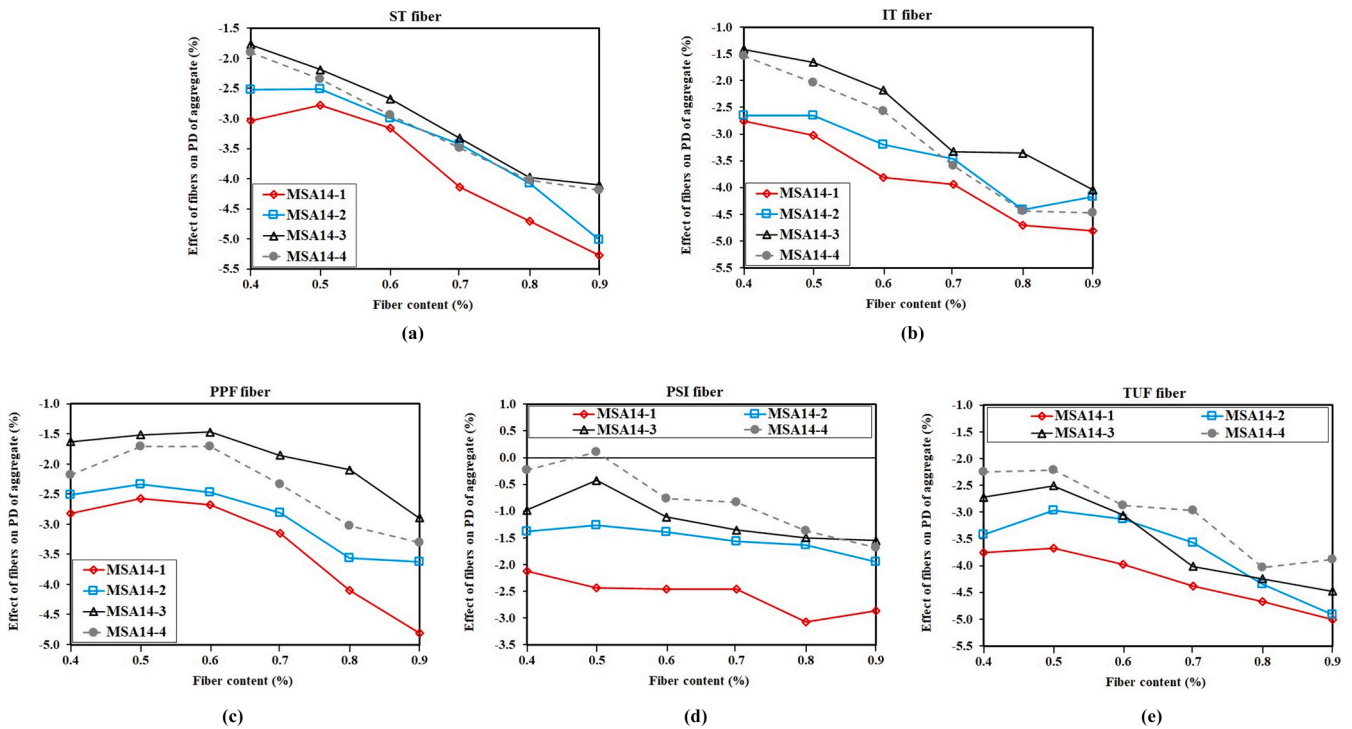 ST fiber
Effect of fibers on PD of aggregate (%)
-1.5
-2.0
-2.5
-3.0
-3.5
-4.0
-4.5
-5.0
-5.5
MSA14-1
MSA14-2
MSA14-3
MSA14-4
0.4 0.5 0.6 0.7 0.8 0.9
Fiber content (%)
(a)
IT fiber
Effect of fibers on PD of aggregate (%)
-1.0
-1.5
-2.0
-2.5
-3.0
-3.5
-4.0
-4.5
-5.0
-5.5
MSA14-1
MSA14-2
MSA14-3
MSA14-4
0.4 0.5 0.6 0.7 0.8 0.9
Fiber content (%)
(b)
PPF fiber
Effect of fibers on PD of aggregate (%)
-1.0
-1.5
-2.0
-2.5
-3.0
-3.5
-4.0
-4.5
-5.0
MSA14-1
MSA14-2
MSA14-3
MSA14-4
0.4 0.5 0.6 0.7 0.8 0.9
Fiber content (%)
(c)
PSI fiber
Effect of fibers on PD of aggregate (%)
1.0
0.5
0.0
-0.5
-1.0
-1.5
-2.0
-2.5
-3.0
-3.5
MSA14-1 MSA14-2
MSA14-3 MSA14-4
0.4 0.5 0.6 0.7 0.8 0.9
Fiber content (%)
(d)
TUF fiber
Effect of fibers on PD of aggregate (%)
-1.0
-1.5
-2.0
-2.5
-3.0
-3.5
-4.0
-4.5
-5.0
-5.5
MSA14-1 MSA14-2
MSA14-3 MSA14-4
0.4 0.5 0.6 0.7 0.8 0.9
Fiber content (%)
(e)